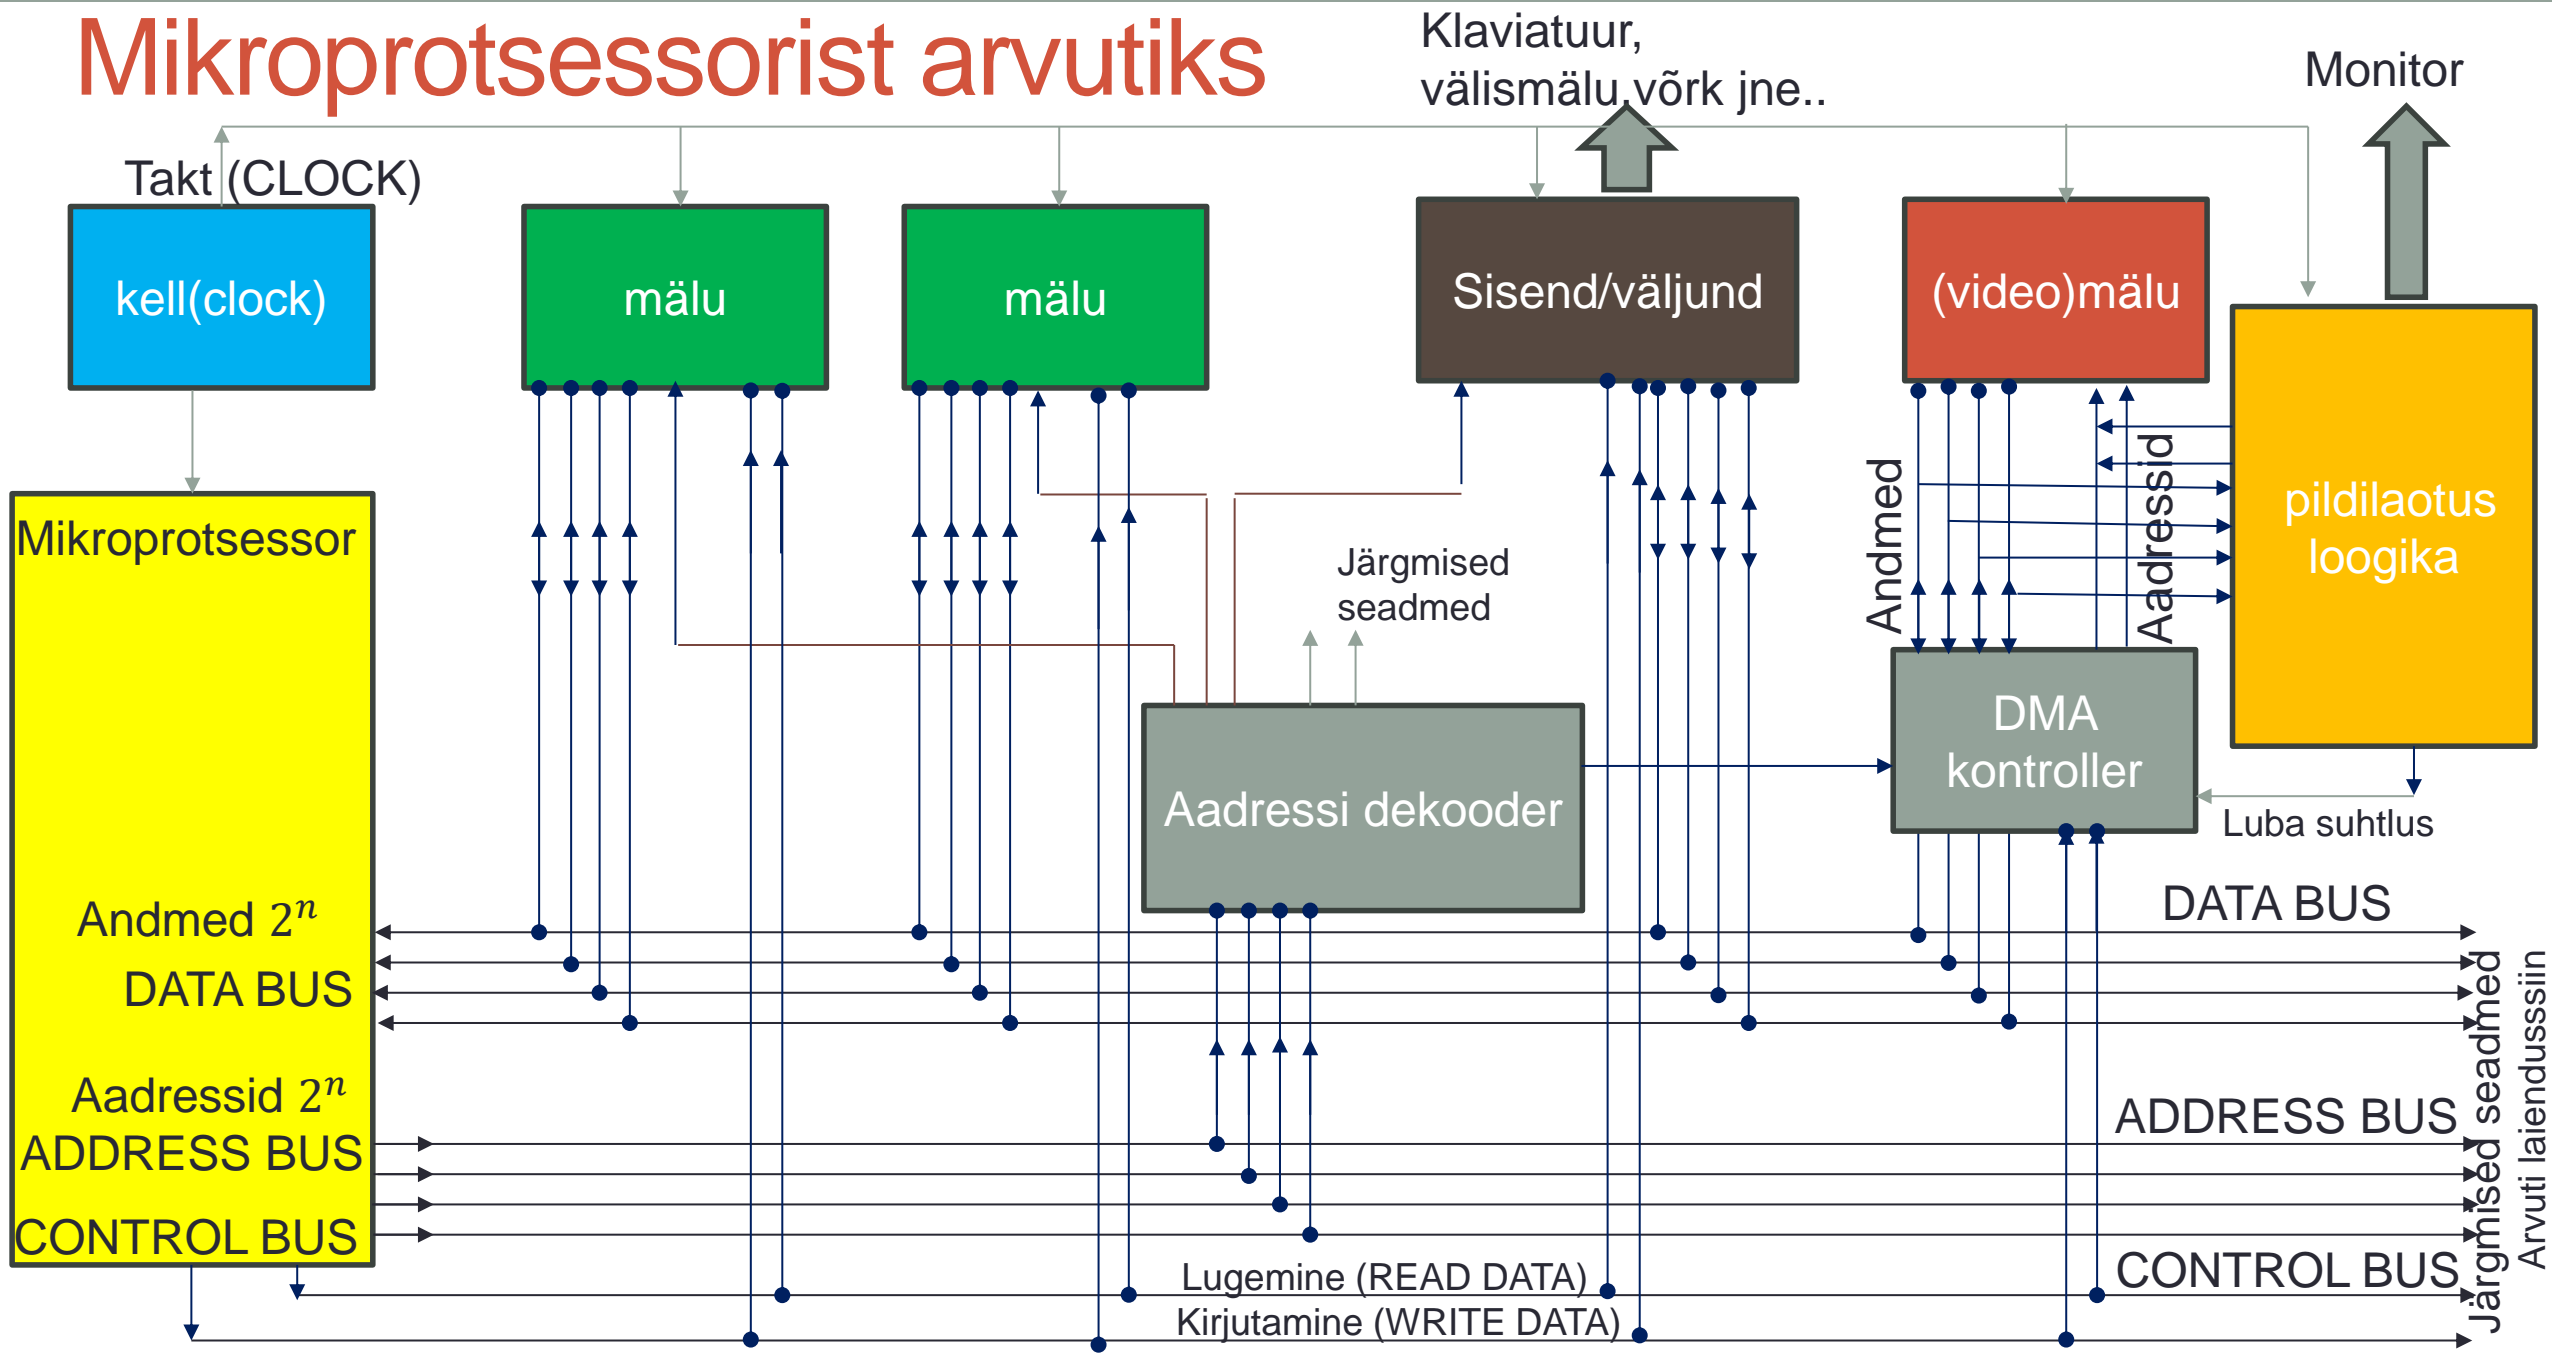 Mikroprotsessorist arvutiks
Klaviatuur,
välismälu,võrk jne..
Monitor
Takt (CLOCK)
kell(clock)
mälu
mälu
Sisend/väljund
(video)mälu
Mikroprotsessor
pildilaotus
loogika
Andmed
Aadressid
Järgmised
seadmed
DMA
kontroller
Aadressi dekooder
Luba suhtlus
Andmed 2ⁿ
DATA BUS
DATA BUS
Aadressid 2ⁿ
ADDRESS BUS
ADDRESS BUS
CONTROL BUS
CONTROL BUS
Lugemine (READ DATA)
Kirjutamine (WRITE DATA)
Järgmised seadmed
Arvuti laiendussiin